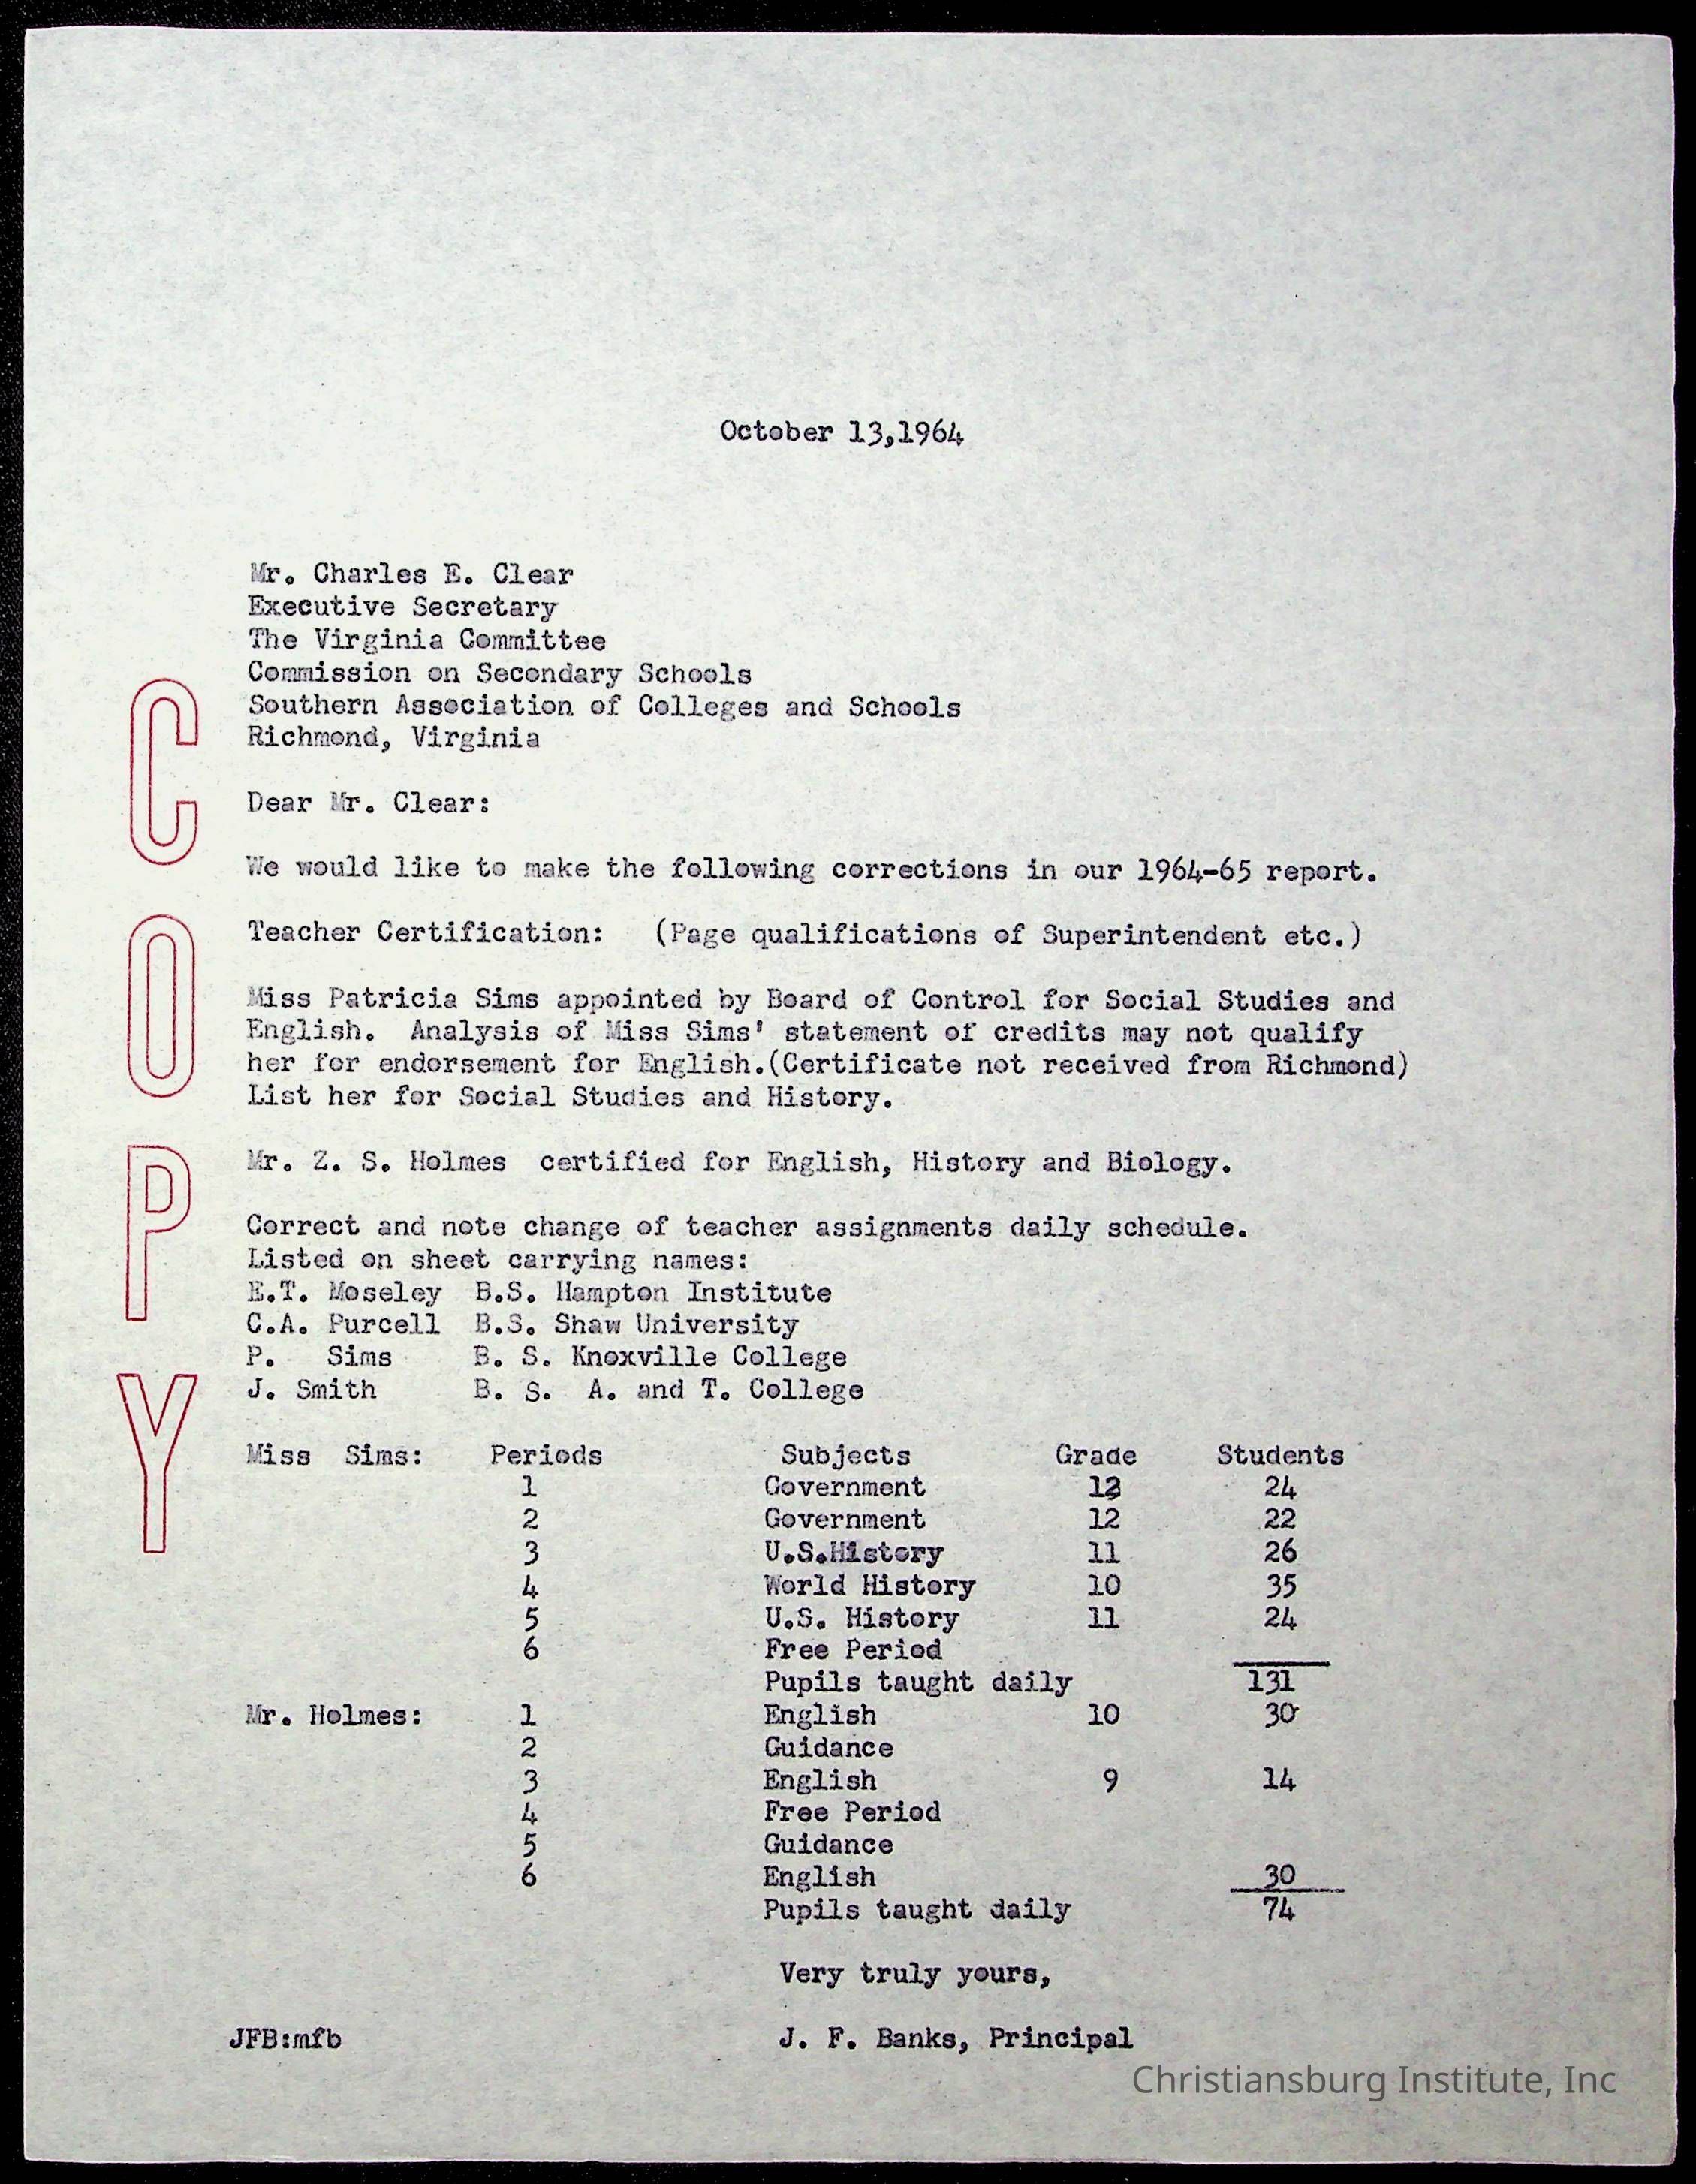 October 13,1964
Mr. Charles E. Clear
Executive Secretary
The Virginia Committee
Commission on Secondary Schools
Southern Association of Colleges and Schools
Richmond, Virginia
Dear Mr. Clear:
We would like to make the following corrections in our 1964-65 report.
Teacher Certification: (Page qualifications of Superintendent etc.)
Miss Patricia Sims appointed by Board of Control for Social Studies and
English. Analysis of Miss Sims' statement of credits may not qualify
her for endorsement for English.(Certificate not received from Richmond)
List her for Social Studies and History.
Mr. Z. S. Holmes certified for English, History and Biology.
Correct and note change of teacher assignments daily schedule.
Listed on sheet carrying names:
E.T. Moseley B.S. Hampton Institute
C.A. Purcell B.S. Shaw University
P. Sims B. S. Knoxville College
J. Smith B. S. A. and T. College
Miss Sims: Periods Subjects Grade Students
1 Government 12 24
2 Government 12 22
3 U.S.History 11 26
4 World History 10 35
5 U.S. History 11 24
6 Free Period
Pupils taught daily 131
Mr. Holmes: 1 English 10 30
2 Guidance
3 English 9 14
4 Free Period
5 Guidance
6 English 30
Pupils taught daily 74
Very truly yours,
JFB:mfb J. F. Banks, Principal
COPY
Christiansburg Institute, Inc